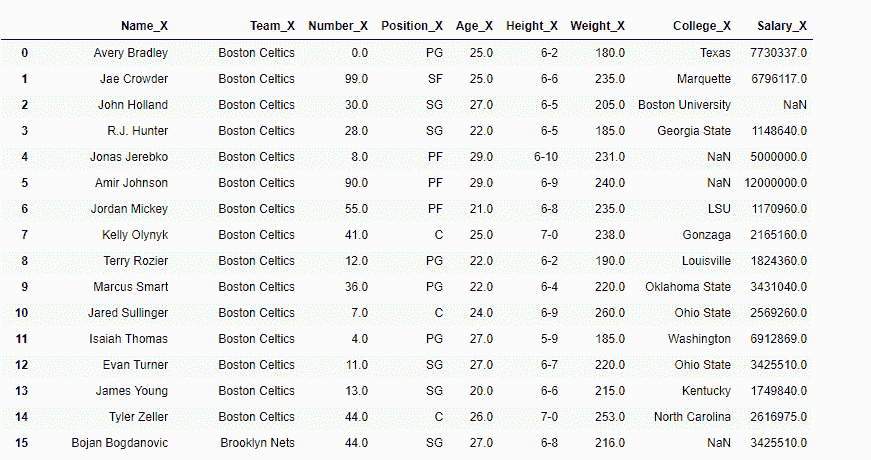 Name_X Team_X Number_X Position_X Age_X Height_X Weight_X College_X Salary_X
0 Avery Bradley Boston Celtics 0.0 PG 25.0 6-2 180.0 Texas 7730337.0
1 Jae Crowder Boston Celtics 99.0 SF 25.0 6-6 235.0 Marquette 6796117.0
2 John Holland Boston Celtics 30.0 SG 27.0 6-5 205.0 Boston University NaN
3 R.J. Hunter Boston Celtics 28.0 SG 22.0 6-5 185.0 Georgia State 1148640.0
4 Jonas Jerebko Boston Celtics 8.0 PF 29.0 6-10 231.0 NaN 5000000.0
5 Amir Johnson Boston Celtics 90.0 PF 29.0 6-9 240.0 NaN 12000000.0
6 Jordan Mickey Boston Celtics 55.0 PF 21.0 6-8 235.0 LSU 1170960.0
7 Kelly Olynyk Boston Celtics 41.0 C 25.0 7-0 238.0 Gonzaga 2165160.0
8 Terry Rozier Boston Celtics 12.0 PG 22.0 6-2 190.0 Louisville 1824360.0
9 Marcus Smart Boston Celtics 36.0 PG 22.0 6-4 220.0 Oklahoma State 3431040.0
10 Jared Sullinger Boston Celtics 7.0 C 24.0 6-9 260.0 Ohio State 2569260.0
11 Isaiah Thomas Boston Celtics 4.0 PG 27.0 5-9 185.0 Washington 6912869.0
12 Evan Turner Boston Celtics 11.0 SG 27.0 6-7 220.0 Ohio State 3425510.0
13 James Young Boston Celtics 13.0 SG 20.0 6-6 215.0 Kentucky 1749840.0
14 Tyler Zeller Boston Celtics 44.0 C 26.0 7-0 253.0 North Carolina 2616975.0
15 Bojan Bogdanovic Brooklyn Nets 44.0 SG 27.0 6-8 216.0 NaN 3425510.0